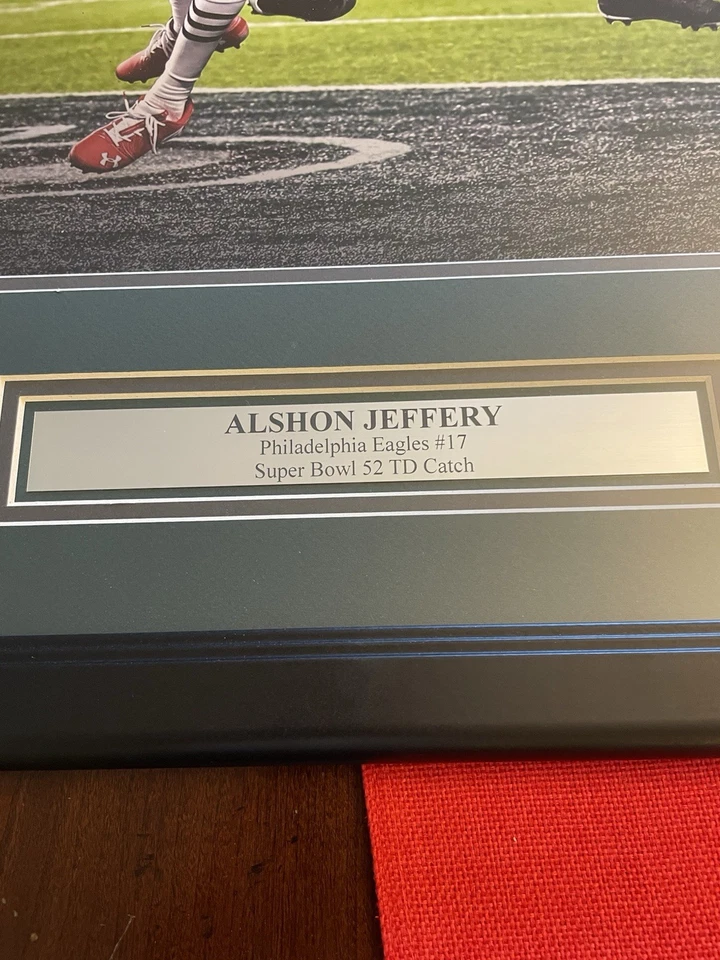 ALSHON JEFFERY
Philadelphia Eagles #17
Super Bowl 52 TD Catch